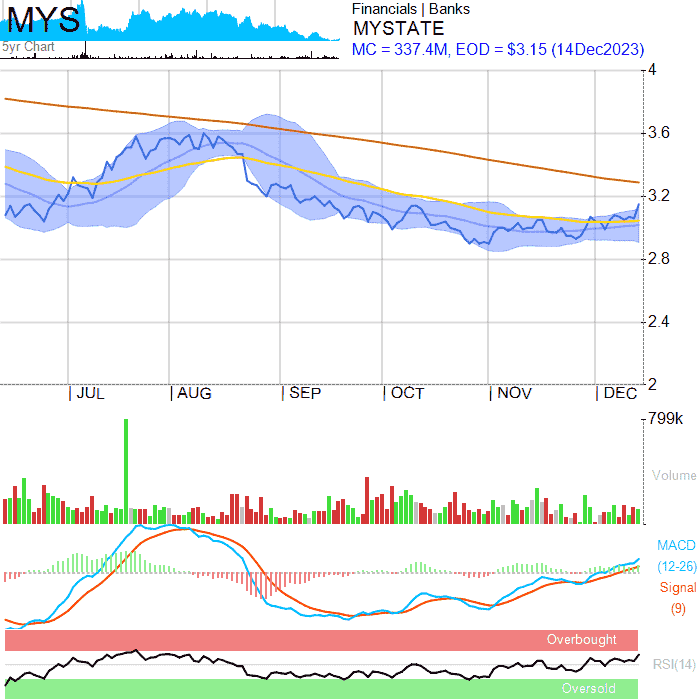 MYS
5yr Chart
Financials | Banks
MYSTATE
MC = 337.4M, EOD = $3.15 (14Dec2023)
4
3.6
3.2
2.8
2.4
2
JUL
AUG
SEP
OCT
NOV
DEC
799k
Volume
MACD
(12-26)
Signal
(9)
Overbought
RSI(14)
Oversold